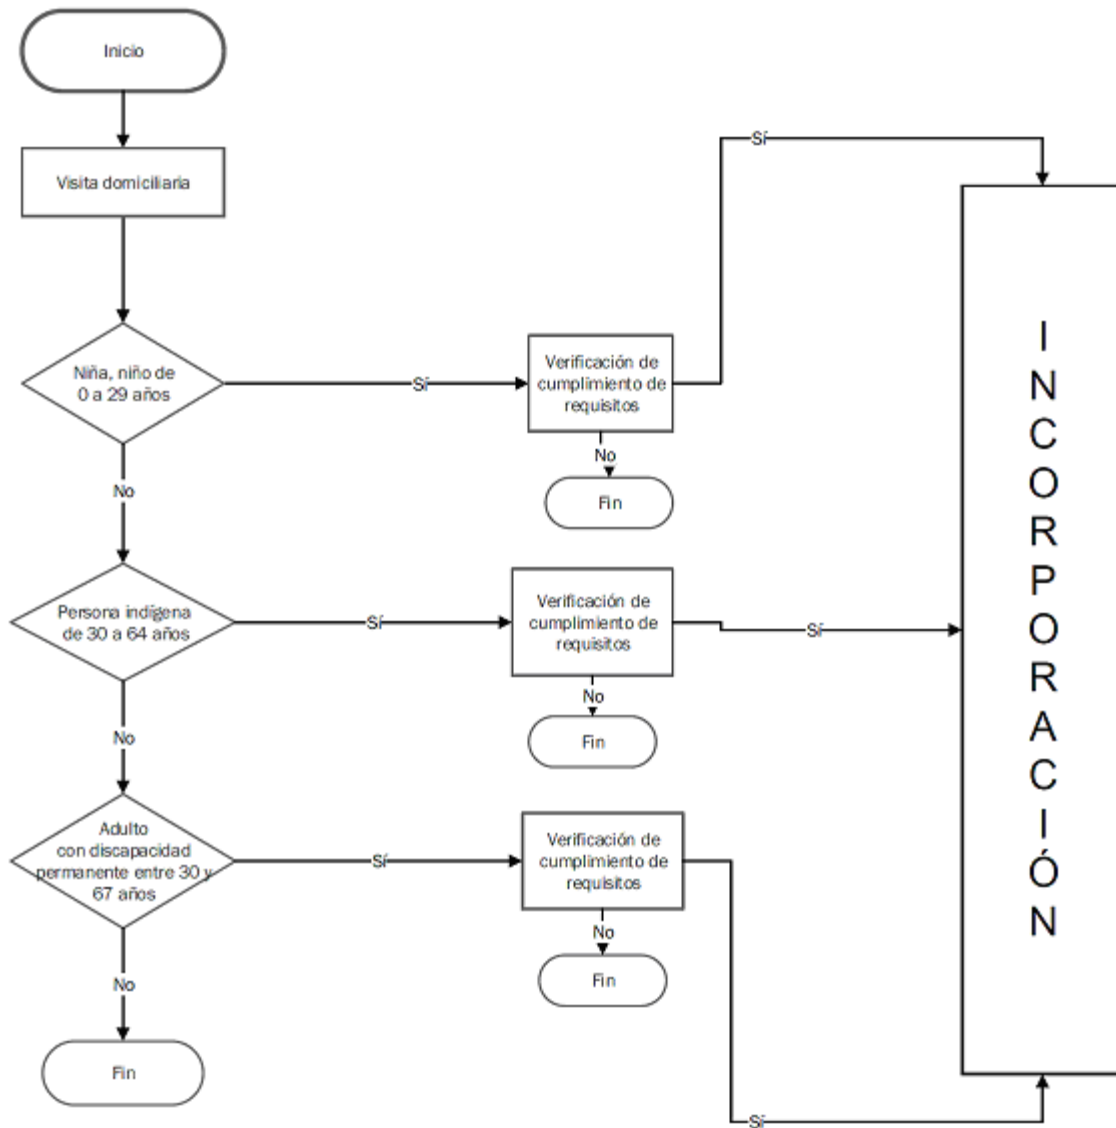 Inicio
Sí
Visita domiciliaria
Niña, niño de
0 a 29 años
Sí
Verificación de
cumplimiento de
requisitos
No
Fin
No
Persona indígena
de 30 a 64 años
Sí
Verificación de
cumplimiento de
requisitos
Sí
No
Fin
No
Adulto
con discapacidad
permanente entre 30 y
67 años
Sí
Verificación de
cumplimiento de
requisitos
No
Fin
No
Fin
Sí
INCORPORACIÓN